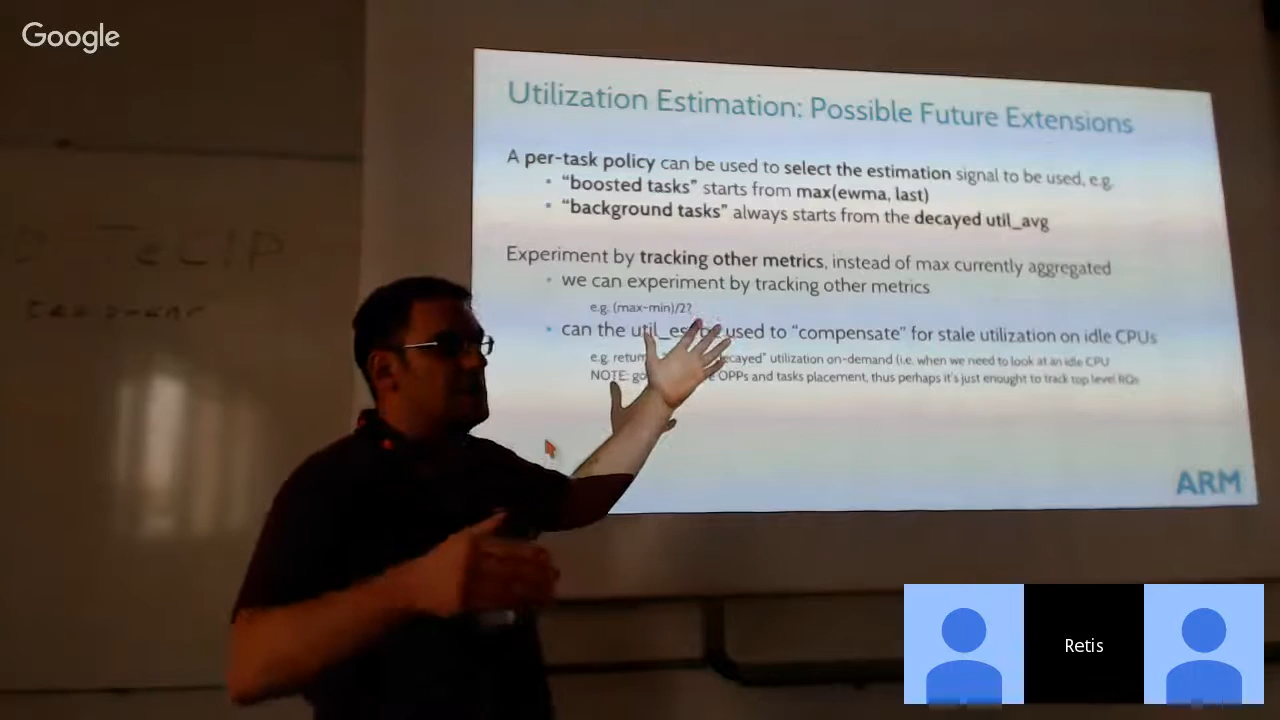 Google
Utilization Estimation: Possible Future Extensions
A per-task policy can be used to select the estimation signal to be used, e.g.
• “boosted tasks” starts from max(ewma, last)
• “background tasks” always starts from the decayed util_avg
Experiment by tracking other metrics, instead of max currently aggregated
• we can experiment by tracking other metrics
e.g. (max-min)/2?
• can the used to “compensate” for stale utilization on idle CPUs
e.g. utilization on-demand (i.e. when we need to look at an idle CPU
NOTE: OPPs and tasks placement, thus perhaps it's just enought to track top level RQs
ARM
Retis